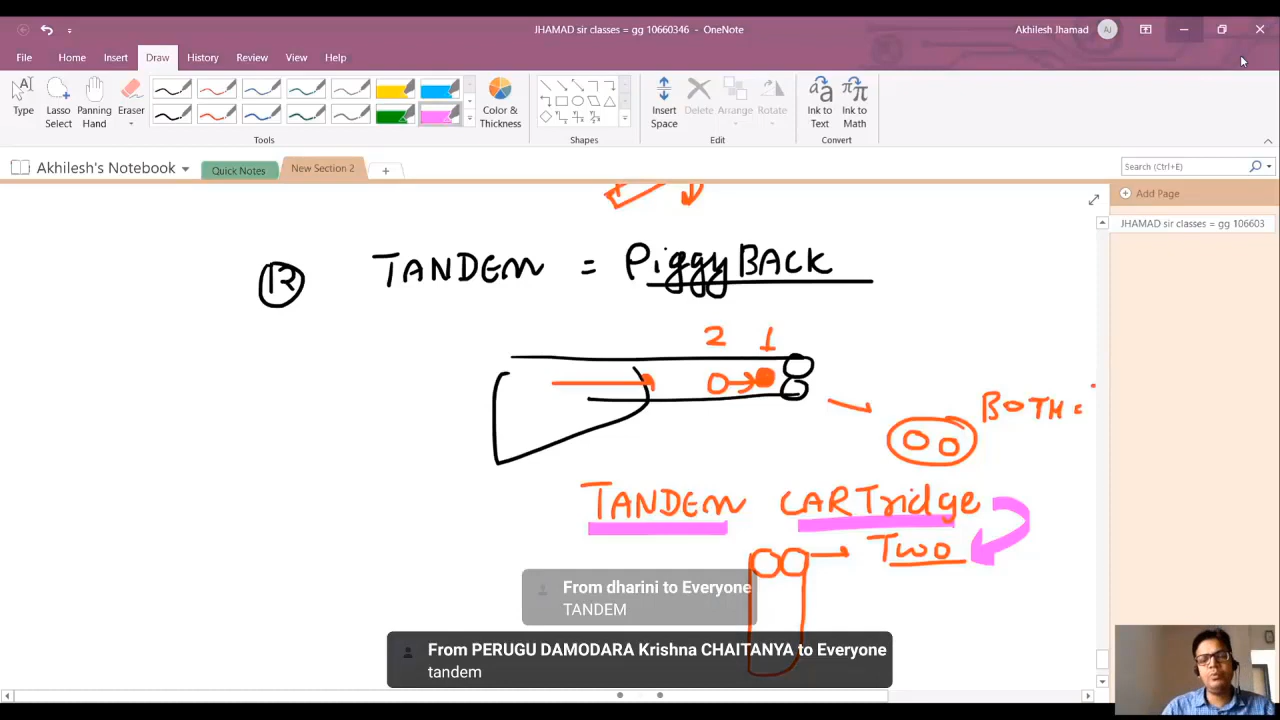 JHAMAD sir classes = gg 10660346 - OneNote
Akhilesh Jhamad
AJ
File
Home
Insert
Draw
History
Review
View
Help
Type
Lasso Select
Panning Hand
Eraser
Color & Thickness
Insert Space
Delete
Arrange
Rotate
Ink to Text
Ink to Math
Tools
Shapes
Edit
Convert
Akhilesh's Notebook
Quick Notes
New Section 2
+
Search (Ctrl+E)
Add Page
JHAMAD sir classes = gg 106603
12 TANDEM = PiggyBACK
2 1
BOTH =
TANDEM CARTridge
Two
From dharini to Everyone
TANDEM
From PERUGU DAMODARA Krishna CHAITANYA to Everyone
tandem